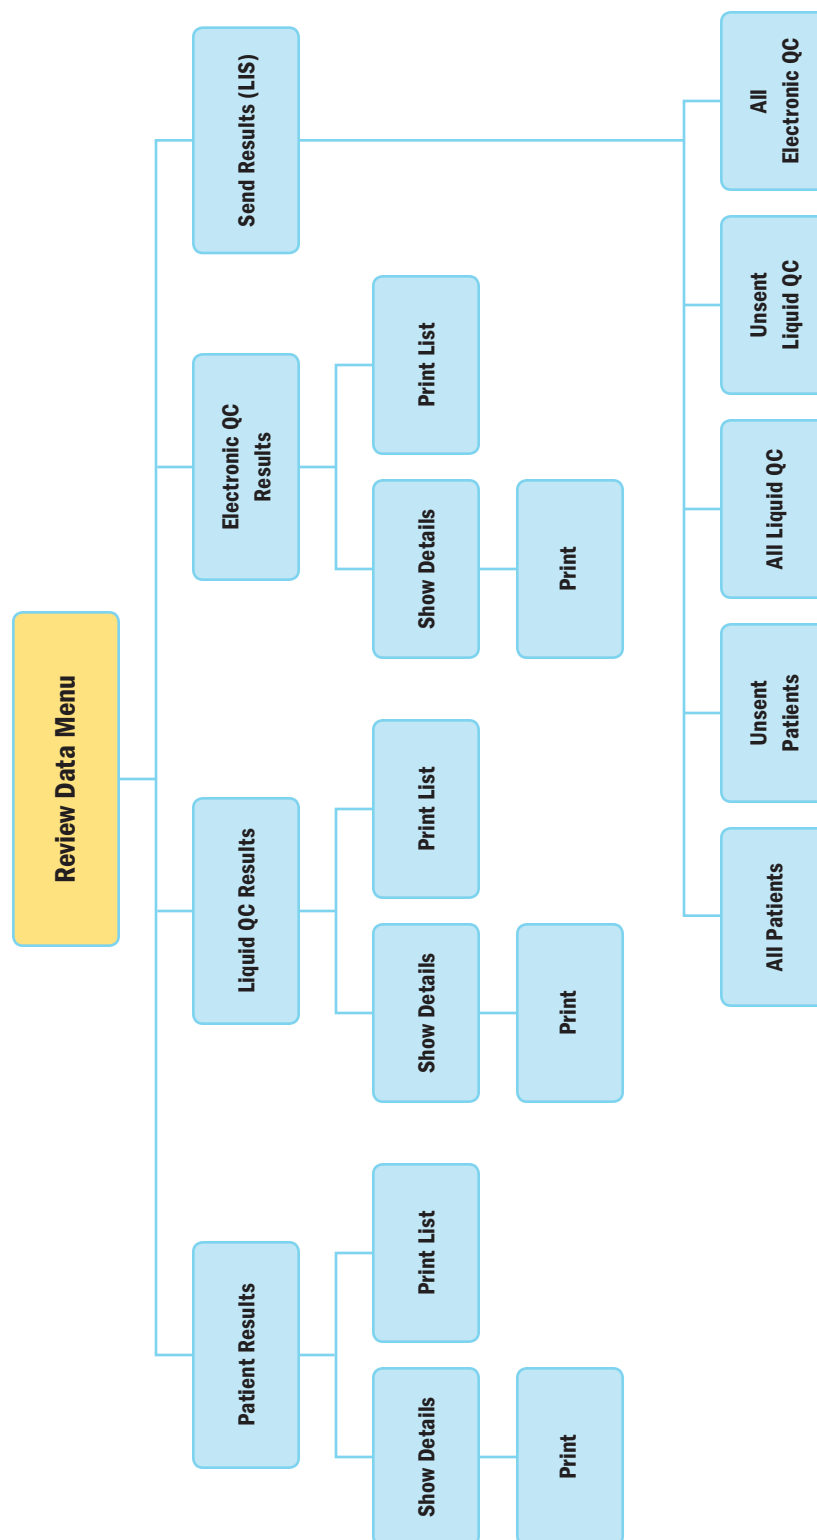 Review Data Menu
Patient Results
Liquid QC Results
Electronic QC
Results
Send Results (LIS)
Show Details
Print List
Show Details
Print List
Show Details
Print List
Print
Print
Print
All Patients
Unsent
Patients
All Liquid QC
Unsent
Liquid QC
All
Electronic QC